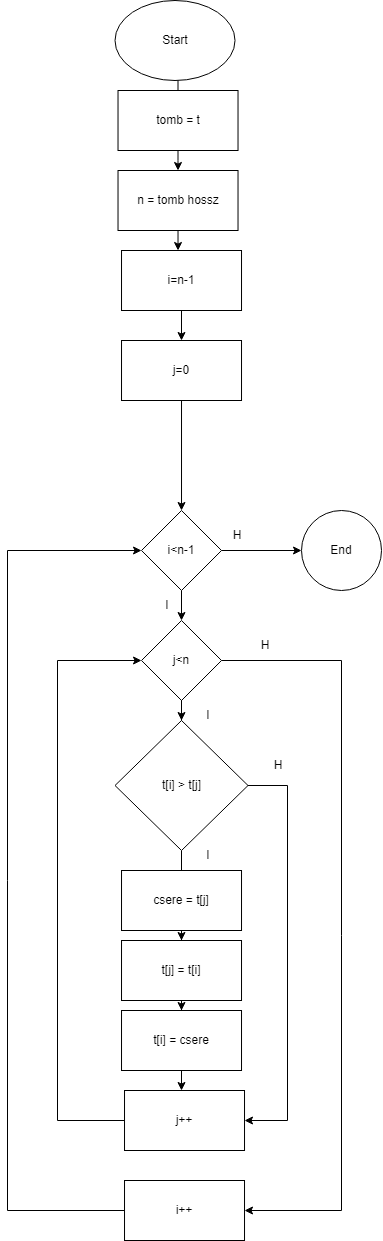 Start
tomb = t
n = tomb hossz
i=n-1
j=0
i<n-1
H
End
I
j<n
H
I
t[i] > t[j]
H
I
csere = t[j]
t[j] = t[i]
t[i] = csere
j++
i++